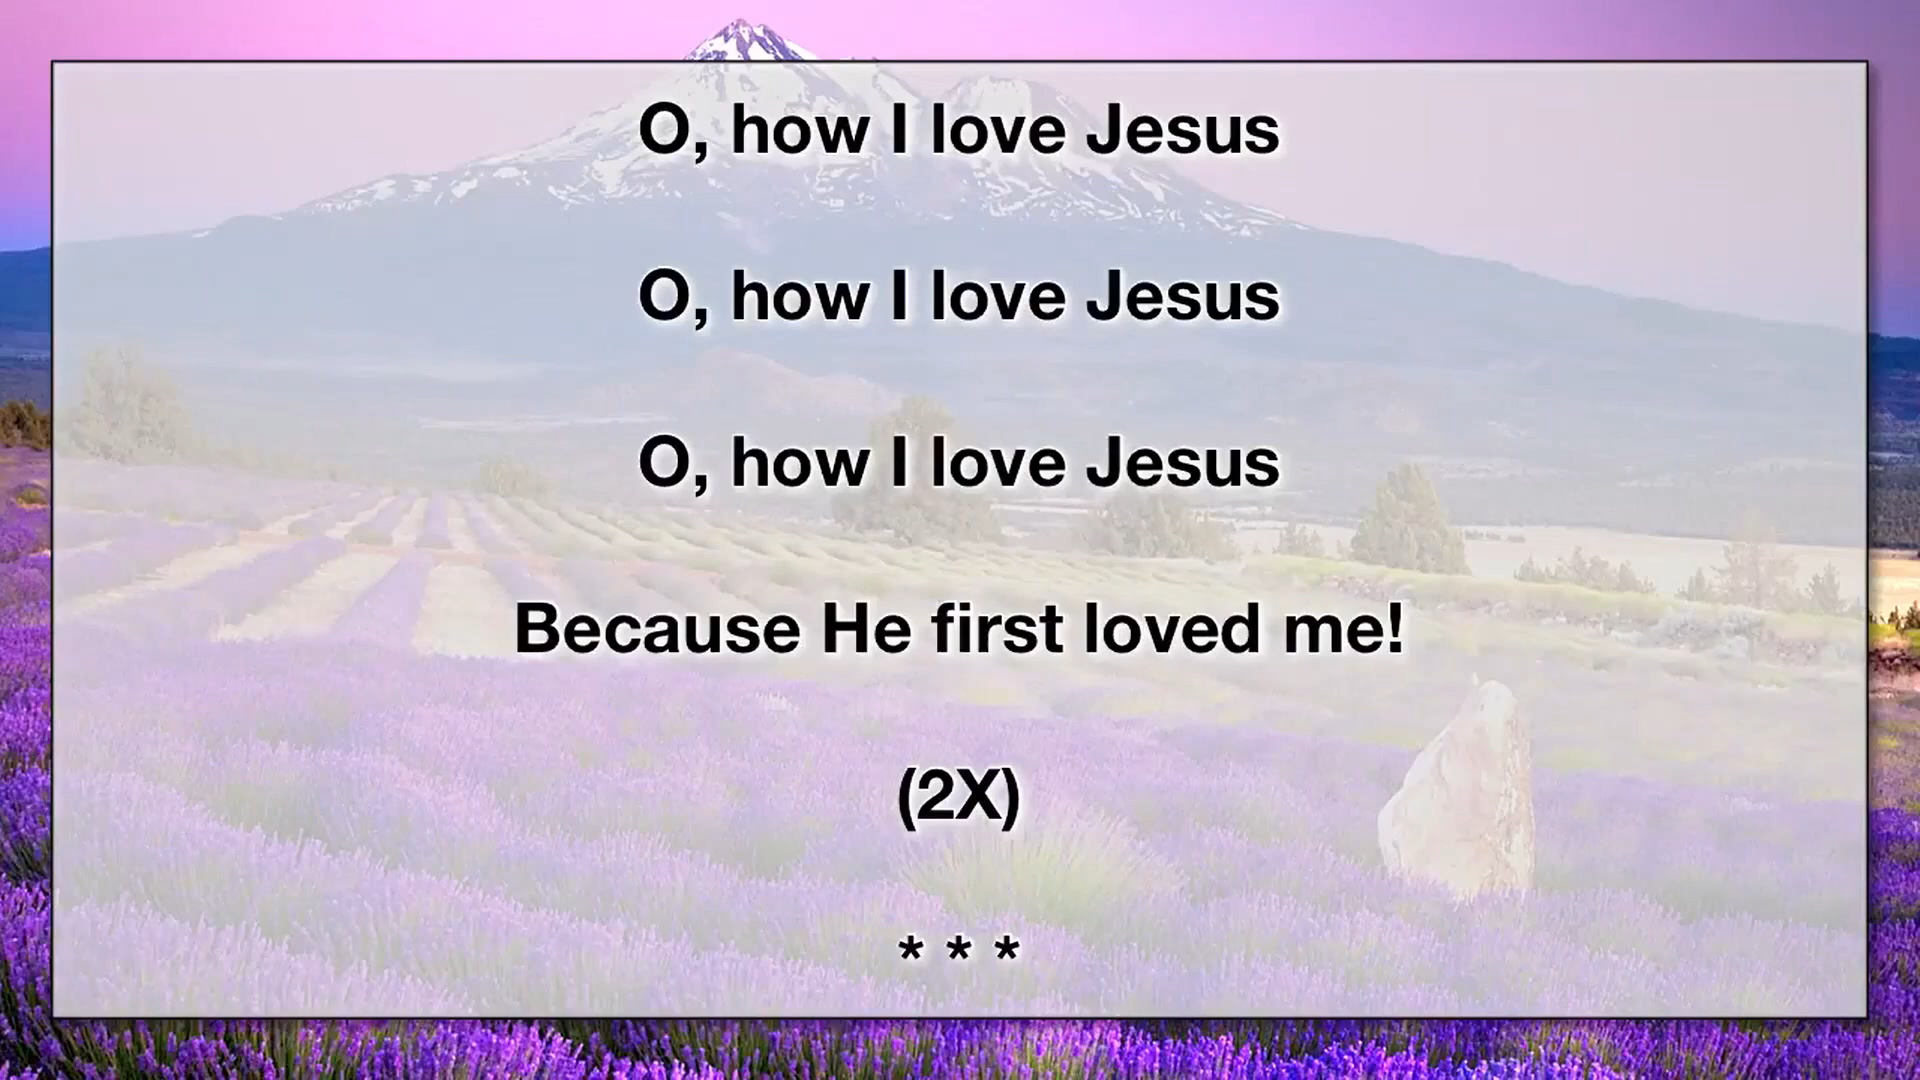 O, how I love Jesus
O, how I love Jesus
O, how I love Jesus
Because He first loved me!
(2X)
* * *